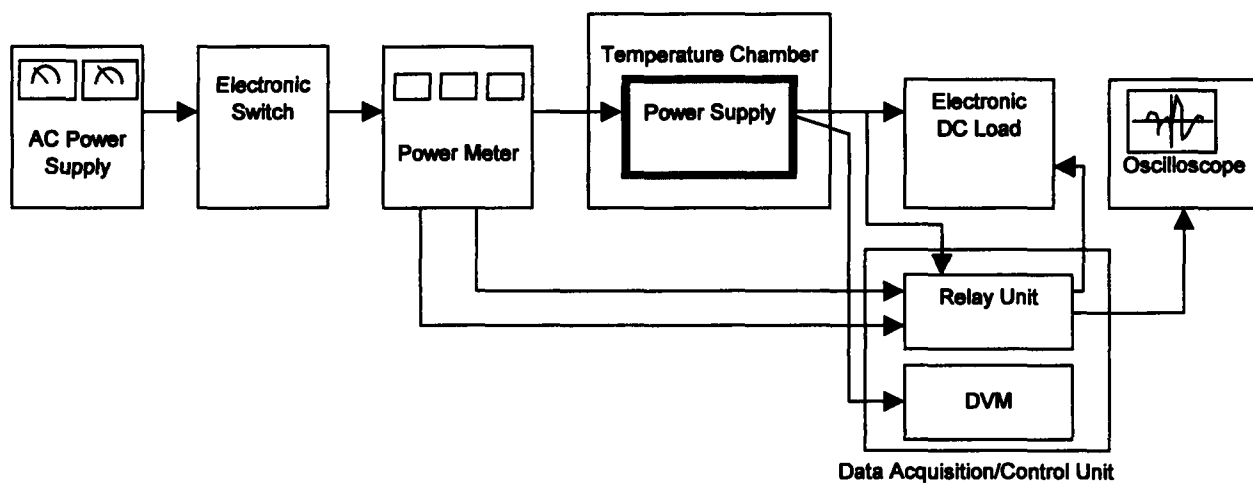 AC Power
Supply
Electronic
Switch
Power Meter
Temperature Chamber
Power Supply
Electronic
DC Load
Oscilloscope
Relay Unit
DVM
Data Acquisition/Control Unit